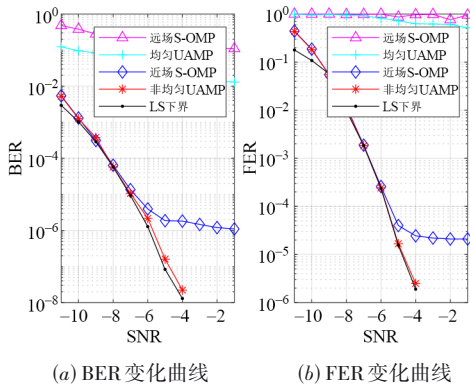 10^0
10^-2
10^-4
10^-6
10^-8
BER
-10 -8 -6 -4 -2
SNR
远场S-OMP
均匀UAMP
近场S-OMP
非均匀UAMP
LS下界
(a) BER变化曲线
10^0
10^-1
10^-2
10^-3
10^-4
10^-5
10^-6
FER
-10 -8 -6 -4 -2
SNR
远场S-OMP
均匀UAMP
近场S-OMP
非均匀UAMP
LS下界
(b) FER变化曲线